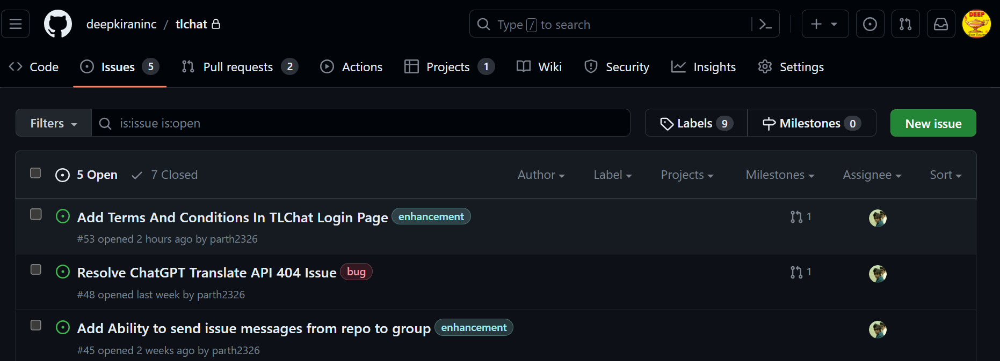 deepkiraninc / tlchat
Type / to search
DEEP
Code
Issues 5
Pull requests 2
Actions
Projects 1
Wiki
Security
Insights
Settings
Filters
is:issue is:open
Labels 9
Milestones 0
New issue
5 Open
7 Closed
Author
Label
Projects
Milestones
Assignee
Sort
Add Terms And Conditions In TLChat Login Page enhancement
1
#53 opened 2 hours ago by parth2326
Resolve ChatGPT Translate API 404 Issue bug
1
#48 opened last week by parth2326
Add Ability to send issue messages from repo to group enhancement
#45 opened 2 weeks ago by parth2326